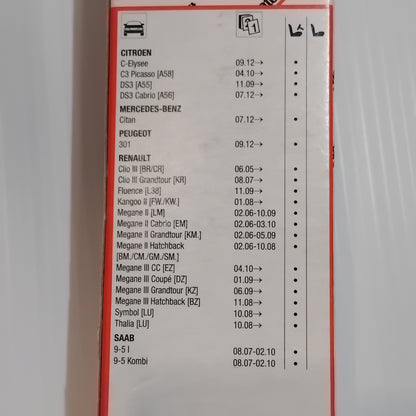 CITROEN
C-Elysee 09.12→ •
C3 Picasso [A58] 04.10→ •
DS3 [A55] 11.09→ •
DS3 Cabrio [A56] 07.12→ •
MERCEDES-BENZ
Citan 07.12→ •
PEUGEOT
301 09.12→ •
RENAULT
Clio III [BR/CR] 06.05→ •
Clio III Grandtour [KR] 08.07→ •
Fluence [L38] 11.09→ •
Kangoo II [FW./KW.] 01.08→ •
Megane II [LM] 02.06-10.09 •
Megane II Cabrio [EM] 02.06-03.10 •
Megane II Grandtour [KM.] 02.06-05.09 •
Megane II Hatchback 02.06-10.08 •
[BM./CM./GM./SM.]
Megane III CC [EZ] 04.10→ •
Megane III Coupé [DZ] 01.09→ •
Megane III Grandtour [KZ] 06.09→ •
Megane III Hatchback [BZ] 11.08→ •
Symbol [LU] 10.08→ •
Thalia [LU] 10.08→ •
SAAB
9-5 I 08.07-02.10 •
9-5 Kombi 08.07-02.10 •